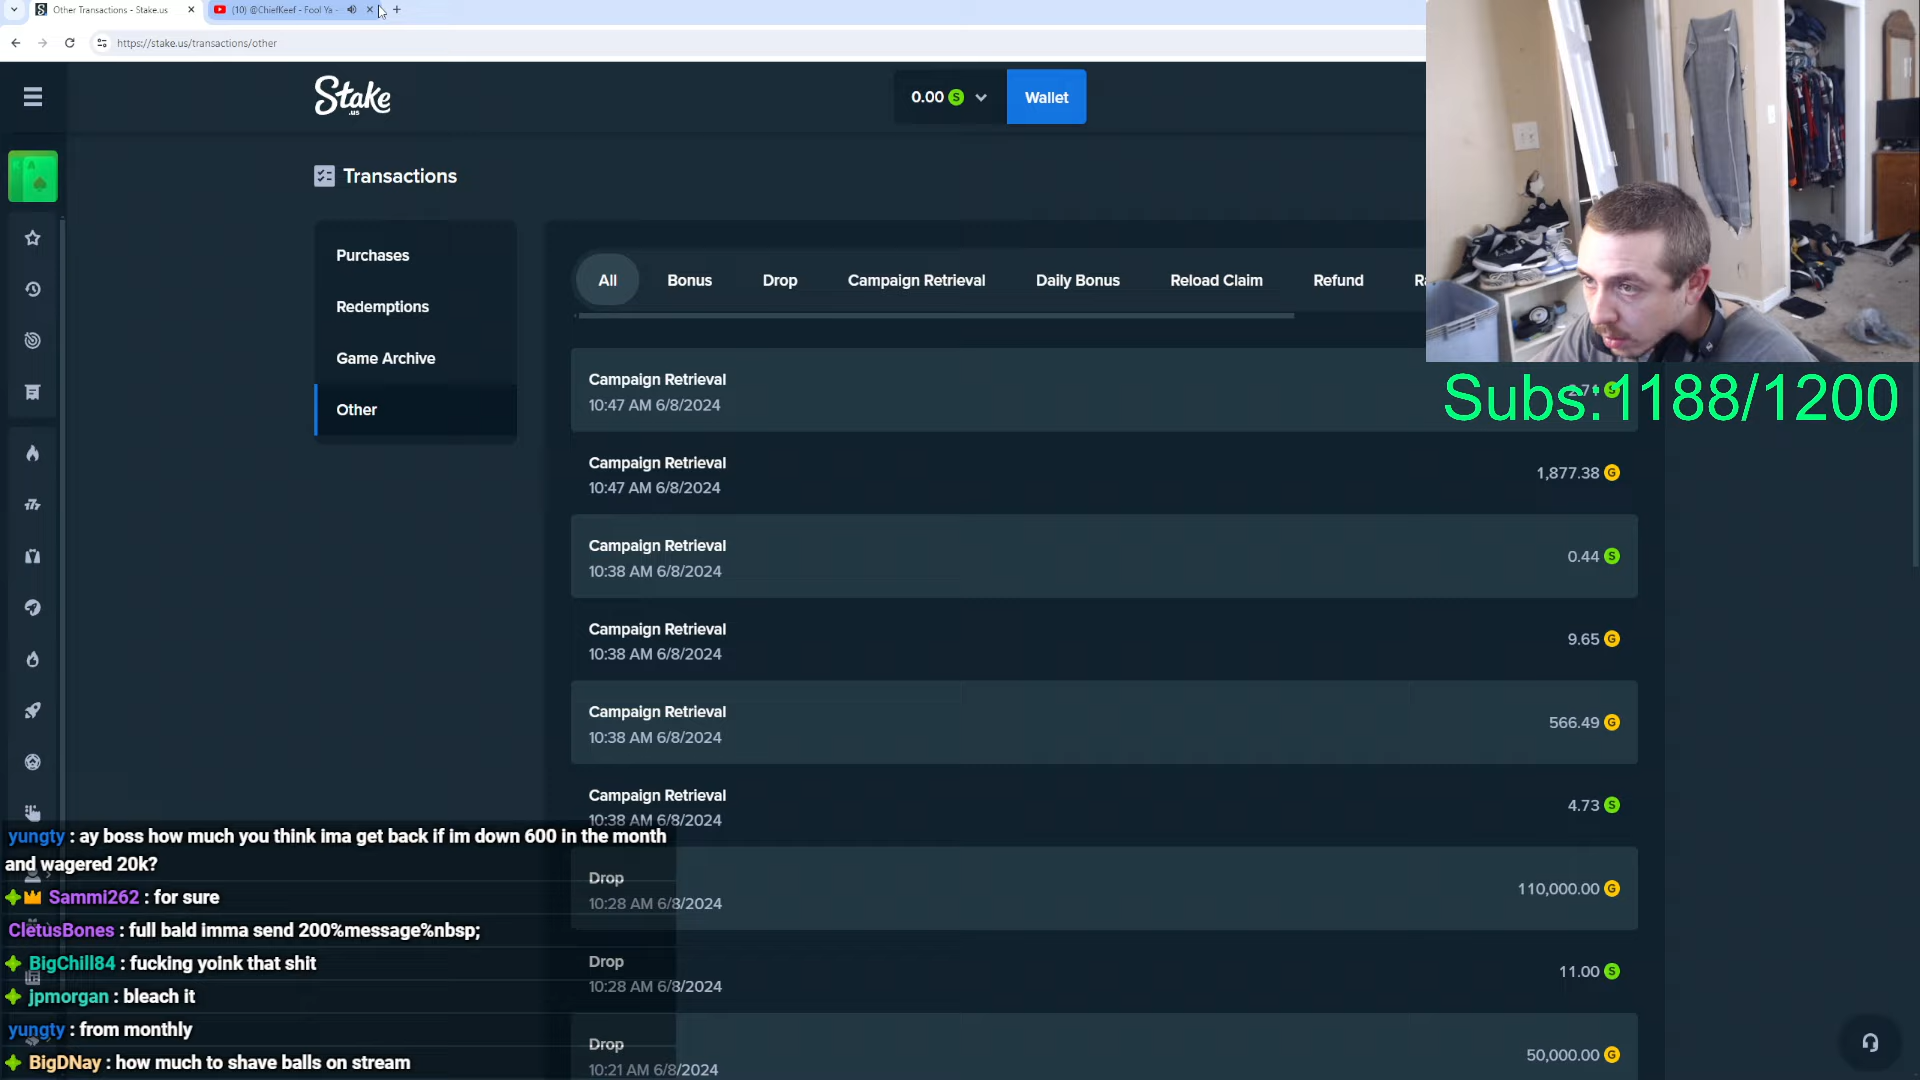 Other Transactions - Stake.us
(10) @ChiefKeef - Fool Ya -
https://stake.us/transactions/other
Stake
.us
0.00 S
Wallet
Transactions
Purchases
Redemptions
Game Archive
Other
All
Bonus
Drop
Campaign Retrieval
Daily Bonus
Reload Claim
Refund
Campaign Retrieval
10:47 AM 6/8/2024
Subs:1188/1200
Campaign Retrieval
10:47 AM 6/8/2024
1,877.38 G
Campaign Retrieval
10:38 AM 6/8/2024
0.44 S
Campaign Retrieval
10:38 AM 6/8/2024
9.65 G
Campaign Retrieval
10:38 AM 6/8/2024
566.49 G
Campaign Retrieval
10:38 AM 6/8/2024
4.73 S
Drop
10:28 AM 6/8/2024
110,000.00 G
Drop
10:28 AM 6/8/2024
11.00 S
Drop
10:21 AM 6/8/2024
50,000.00 G
yungty : ay boss how much you think ima get back if im down 600 in the month
and wagered 20k?
Sammi262 : for sure
CletusBones : full bald imma send 200%message%nbsp;
BigChill84 : fucking yoink that shit
jpmorgan : bleach it
yungty : from monthly
BigDNay : how much to shave balls on stream